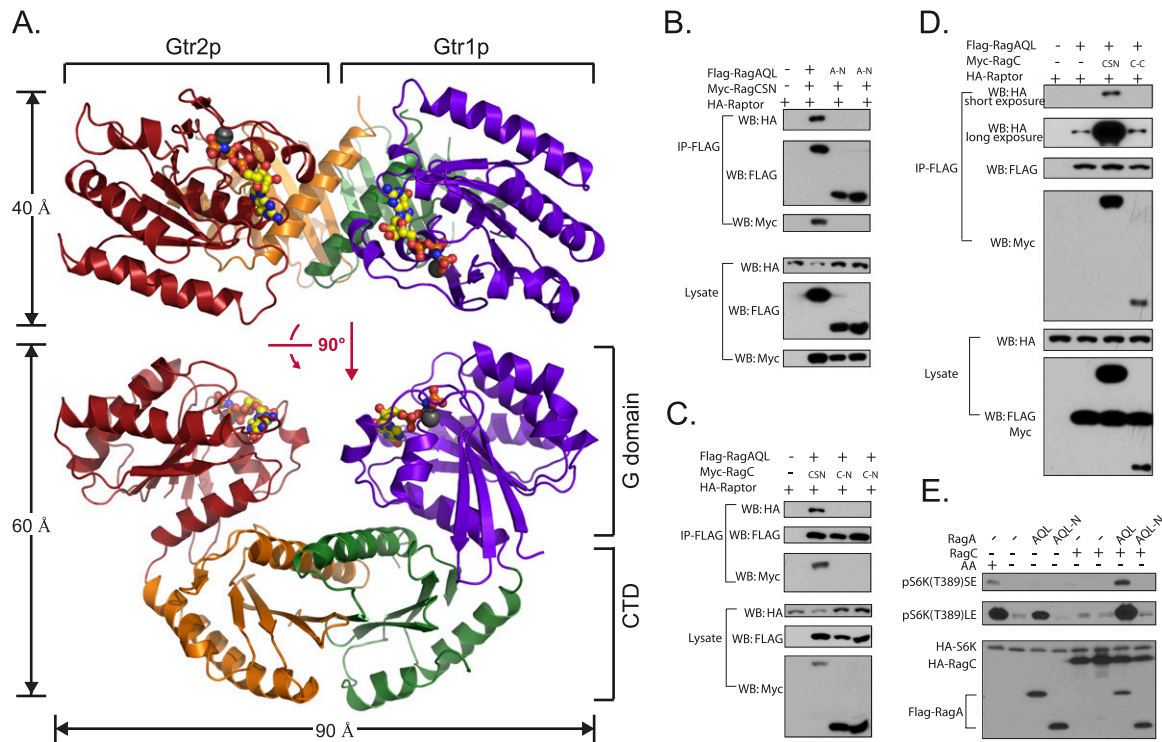 A.
Gtr2p Gtr1p
40 Å
90°
60 Å
G domain
CTD
90 Å
B.
Flag-RagAQL - + A-N A-N
Myc-RagCSN - + + +
HA-Raptor + + + +
WB:HA
IP-FLAG
WB:FLAG
WB:Myc
WB:HA
Lysate
WB:FLAG
WB:Myc
C.
Flag-RagAQL - + + +
Myc-RagC - CSN C-N C-N
HA-Raptor + + + +
WB:HA
IP-FLAG WB:FLAG
WB:Myc
WB:HA
Lysate WB:FLAG
WB:Myc
D.
Flag-RagAQL - + + +
Myc-RagC - - CSN C-C
HA-Raptor + + + +
WB:HA
short exposure
WB:HA
long exposure
IP-FLAG
WB:FLAG
WB:Myc
WB:HA
Lysate
WB:FLAG
Myc
E.
RagA - - AQL AQL-N - - AQL AQL-N
RagC - - - - + + + +
AA + - - - - - - -
pS6K(T389)SE
pS6K(T389)LE
HA-S6K
HA-RagC
Flag-RagA